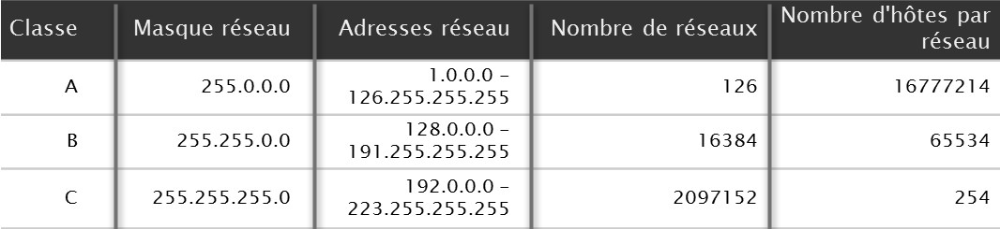 Classe Masque réseau Adresses réseau Nombre de réseaux Nombre d'hôtes par
réseau
A 255.0.0.0 1.0.0.0 –
126.255.255.255 126 16777214
B 255.255.0.0 128.0.0.0 –
191.255.255.255 16384 65534
C 255.255.255.0 192.0.0.0 –
223.255.255.255 2097152 254